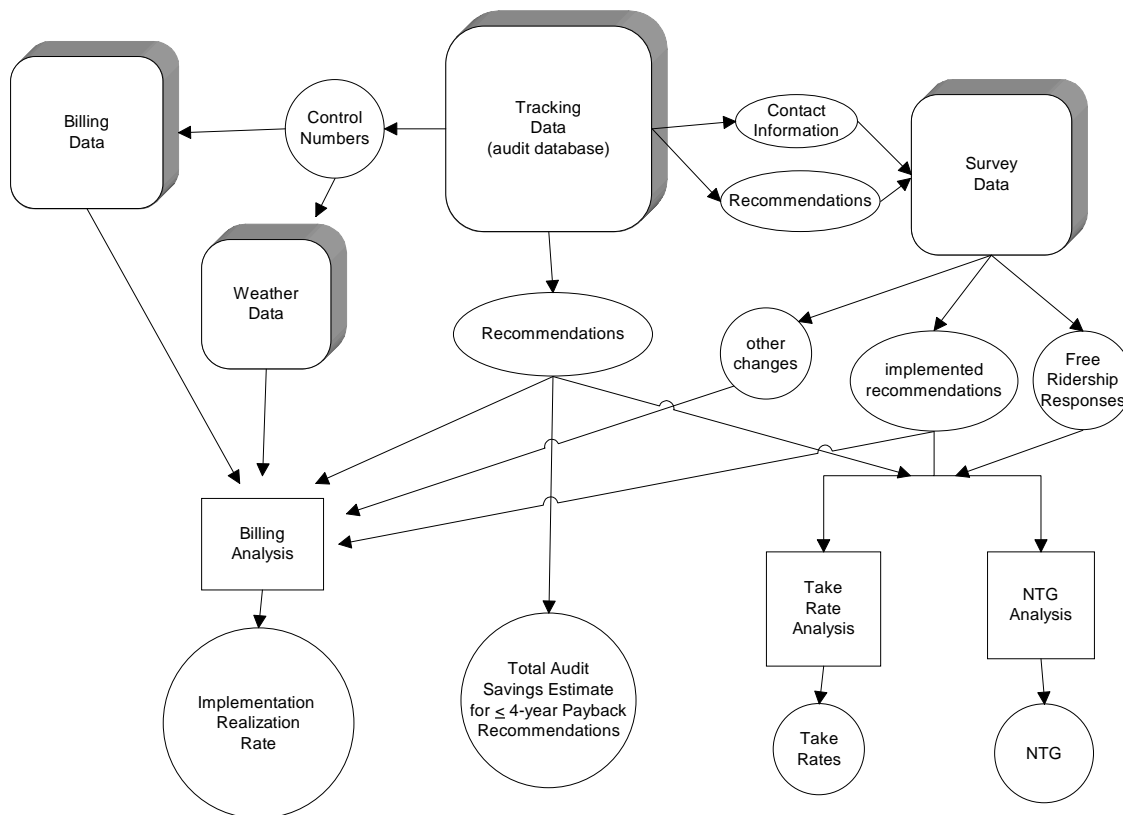 Billing
Data
Control
Numbers
Tracking
Data
(audit database)
Contact
Information
Recommendations
Survey
Data
Weather
Data
Recommendations
other
changes
implemented
recommendations
Free
Ridership
Responses
Billing
Analysis
Take
Rate
Analysis
NTG
Analysis
Implementation
Realization
Rate
Total Audit
Savings Estimate
for ≤ 4-year Payback
Recommendations
Take
Rates
NTG